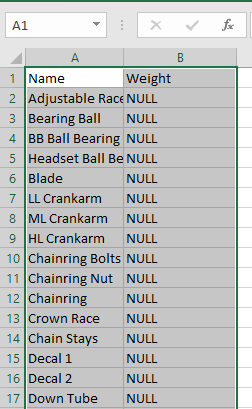 A1
fx
A B
1 Name Weight
2 Adjustable Race NULL
3 Bearing Ball NULL
4 BB Ball Bearing NULL
5 Headset Ball Be NULL
6 Blade NULL
7 LL Crankarm NULL
8 ML Crankarm NULL
9 HL Crankarm NULL
10 Chainring Bolts NULL
11 Chainring Nut NULL
12 Chainring NULL
13 Crown Race NULL
14 Chain Stays NULL
15 Decal 1 NULL
16 Decal 2 NULL
17 Down Tube NULL